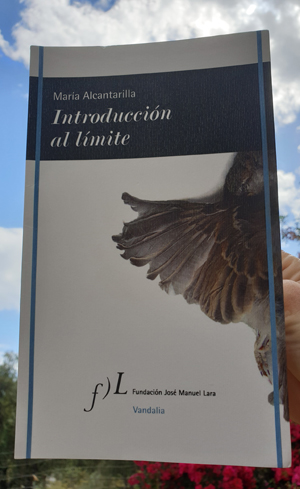 María Alcantarilla
Introducción
al límite
f)L Fundación José Manuel Lara
Vandalia